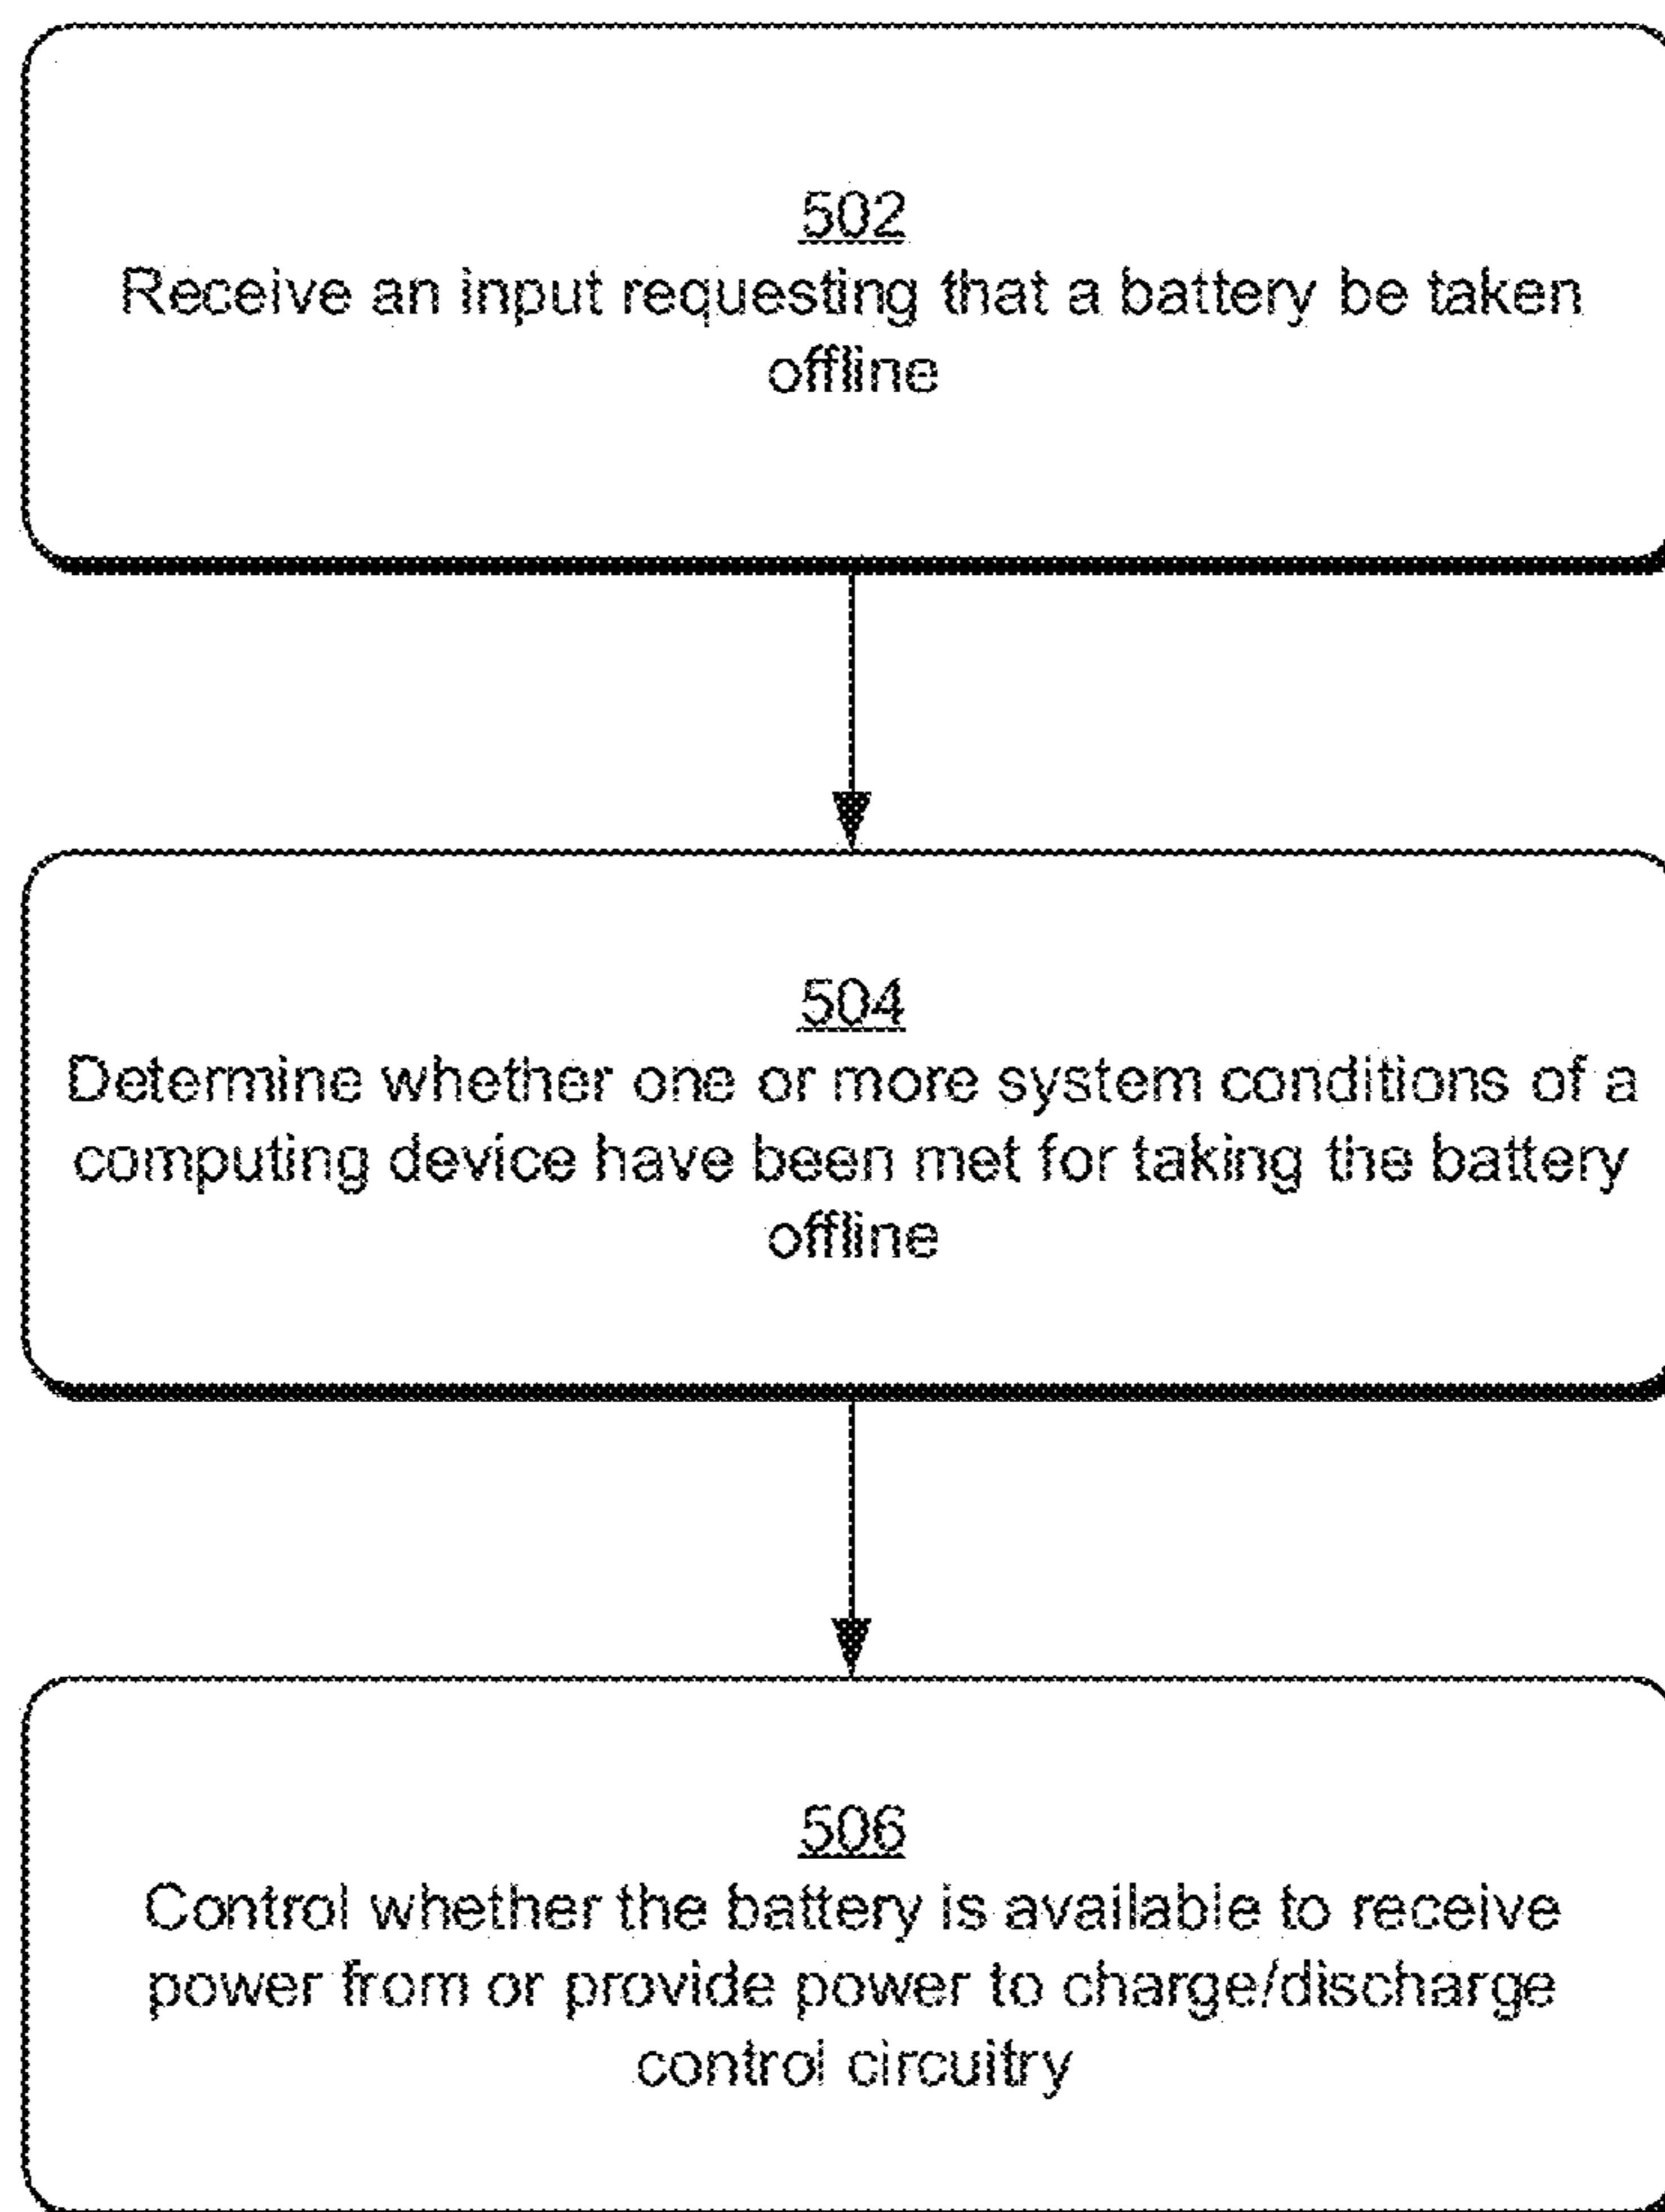 502
Receive an input requesting that a battery be taken
offline
504
Determine whether one or more system conditions of a
computing device have been met for taking the battery
offline
506
Control whether the battery is available to receive
power from or provide power to charge/discharge
control circuitry